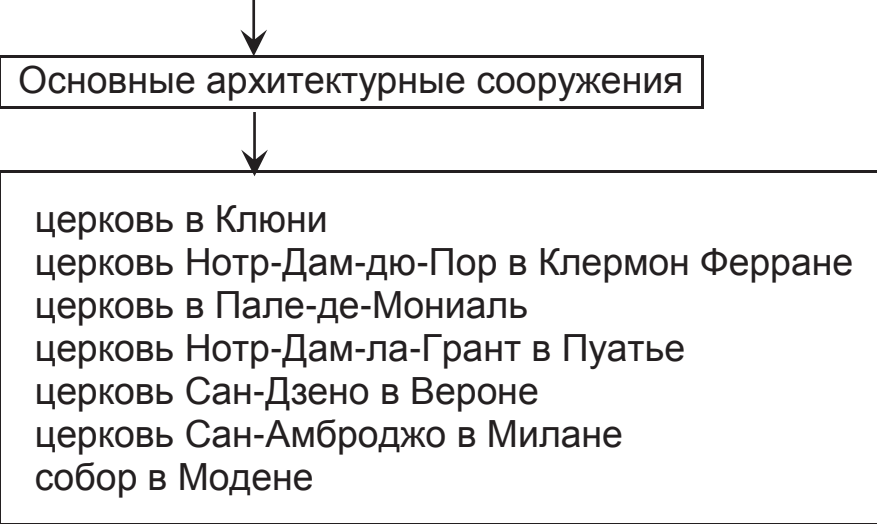 Основные архитектурные сооружения
церковь в Клюни
церковь Нотр-Дам-дю-Пор в Клермон Ферране
церковь в Пале-де-Мониаль
церковь Нотр-Дам-ла-Грант в Пуатье
церковь Сан-Дзено в Вероне
церковь Сан-Амброджо в Милане
собор в Модене